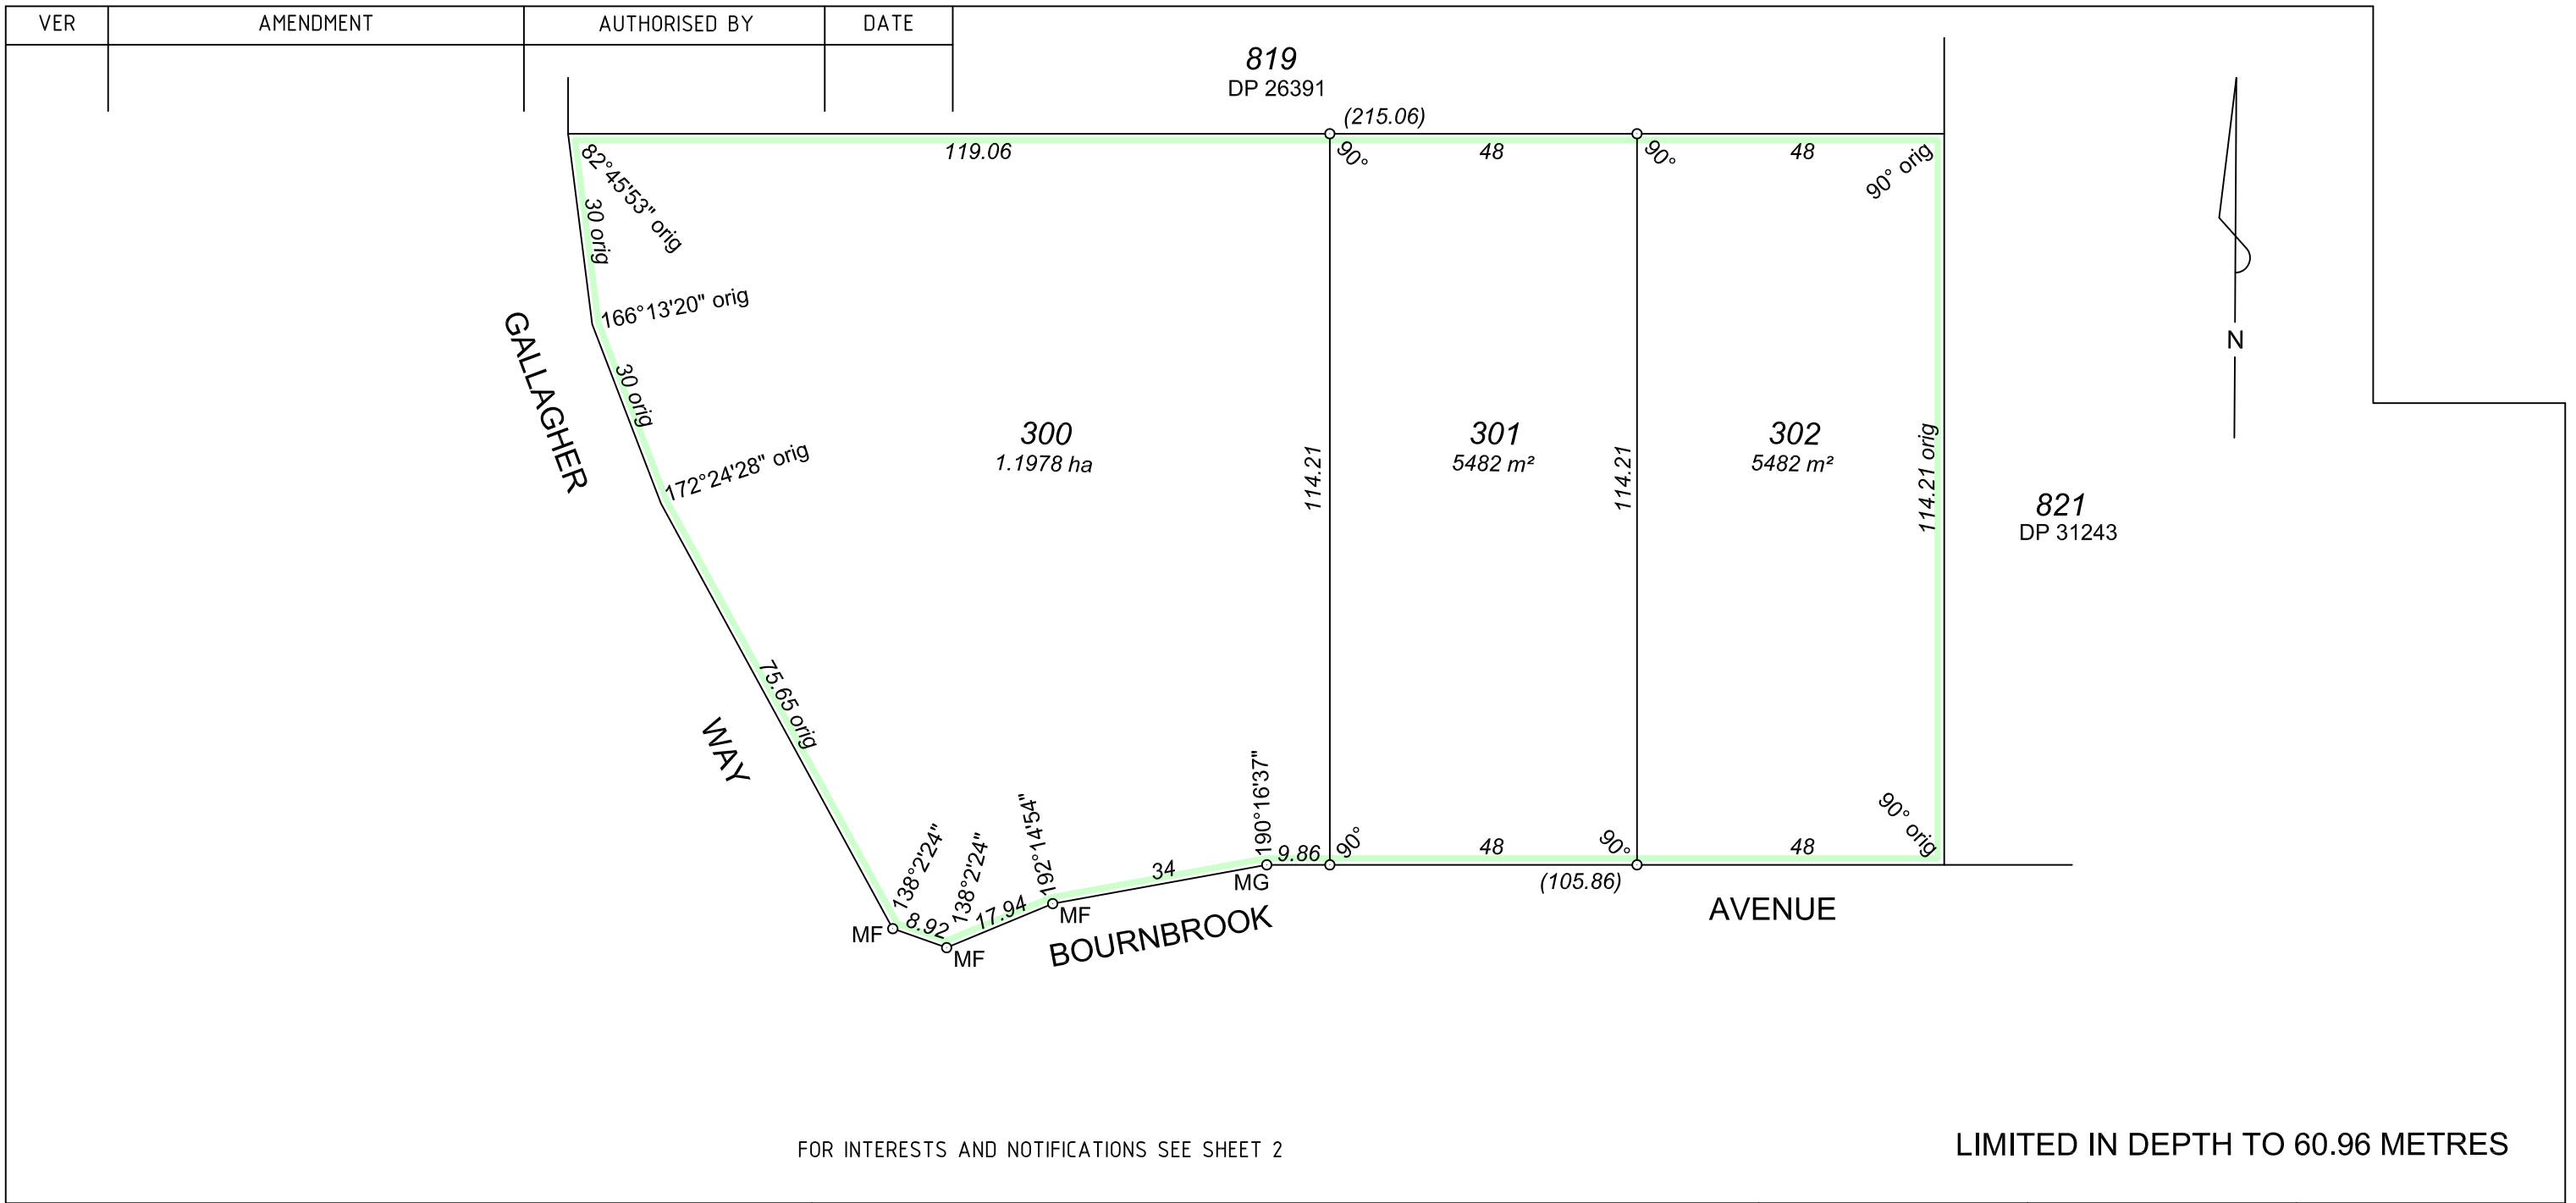 VER AMENDMENT AUTHORISED BY DATE
819
DP 26391
(215.06)
119.06
90°
48
90°
48
90° orig
82°45'53" orig
30 orig
166°13'20" orig
30 orig
172°24'28" orig
GALLAGHER
WAY
75.65 orig
300
1.1978 ha
114.21
301
5482 m²
114.21
302
5482 m²
114.21 orig
821
DP 31243
N
138°2'24"
138°2'24"
192°14'54"
190°16'37"
8.92
17.94
34
9.86
90°
48
90°
48
90° orig
MF
MF
MF
MG
(105.86)
BOURNBROOK
AVENUE
FOR INTERESTS AND NOTIFICATIONS SEE SHEET 2
LIMITED IN DEPTH TO 60.96 METRES